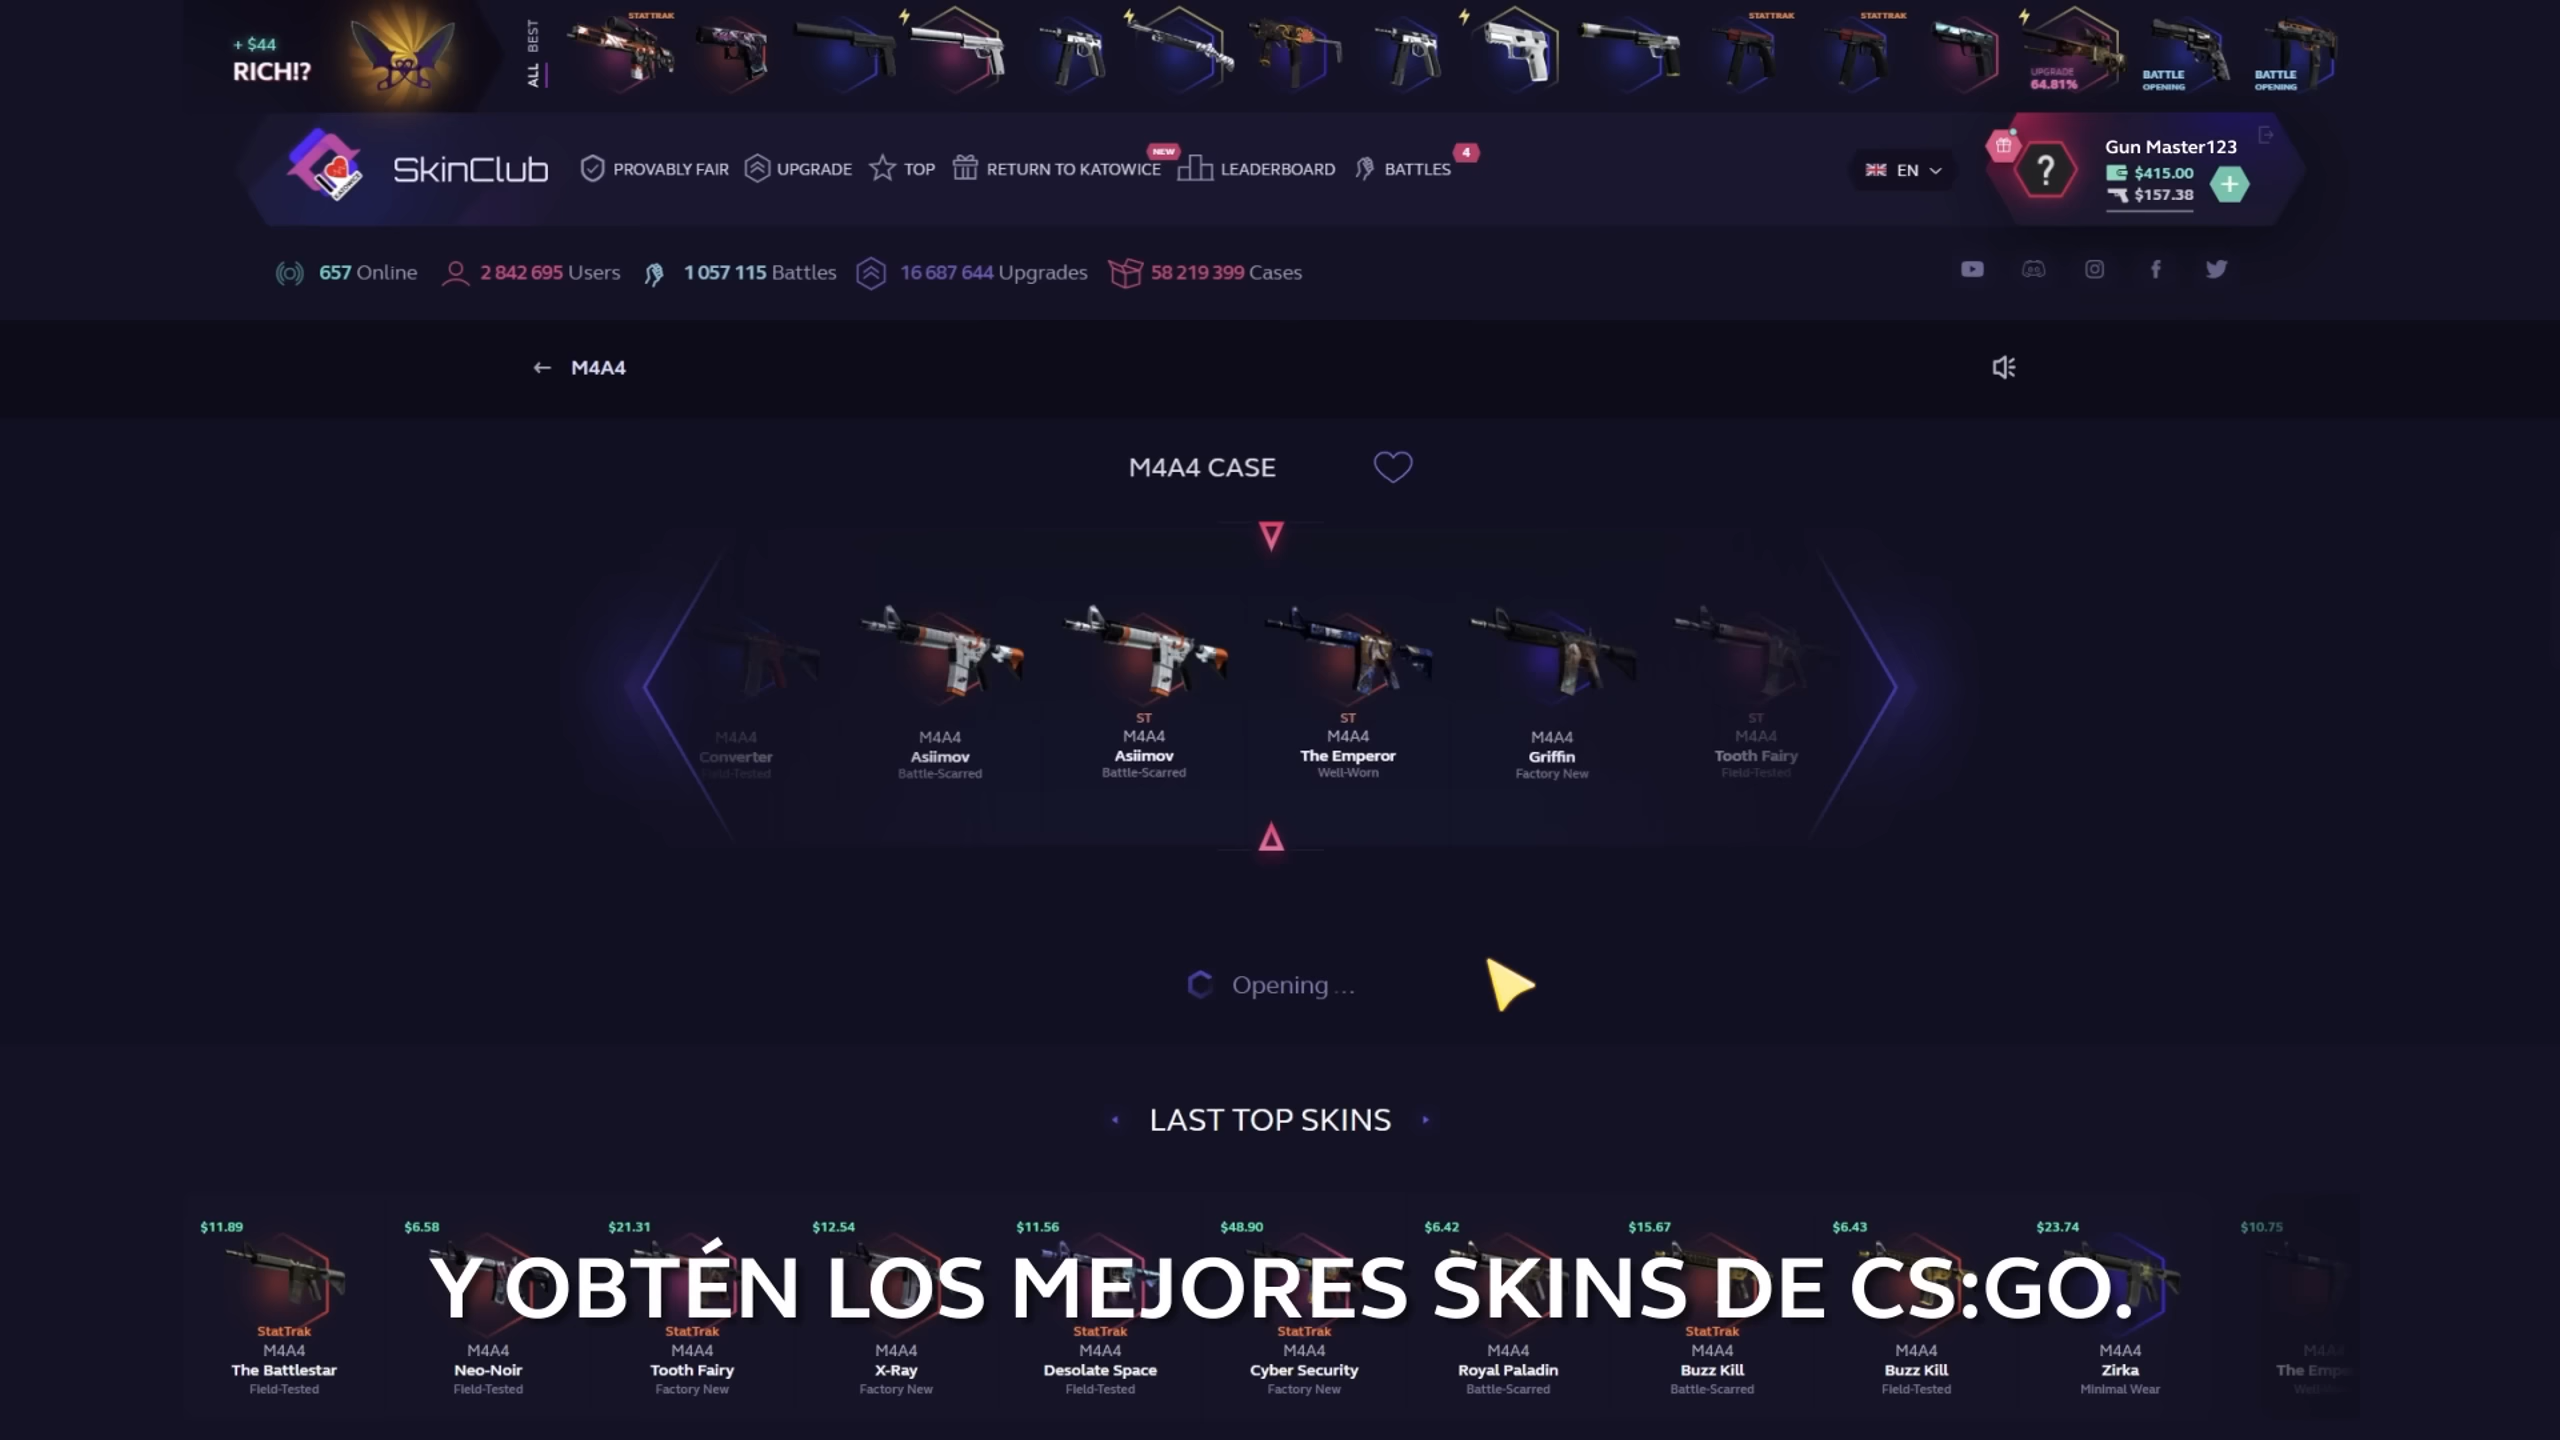 + $44
RICH!?
ALL BEST
STATTRAK
STATTRAK
STATTRAK
UPGRADE
64.81%
BATTLE
OPENING
BATTLE
OPENING
SkinClub
PROVABLY FAIR
UPGRADE
TOP
RETURN TO KATOWICE
NEW
LEADERBOARD
BATTLES
4
EN
?
Gun Master123
$415.00
$157.38
657 Online
2 842 695 Users
1 057 115 Battles
16 687 644 Upgrades
58 219 399 Cases
← M4A4
M4A4 CASE
M4A4
Converter
Field-Tested
M4A4
Asiimov
Battle-Scarred
ST
M4A4
Asiimov
Battle-Scarred
ST
M4A4
The Emperor
Well-Worn
M4A4
Griffin
Factory New
ST
M4A4
Tooth Fairy
Field-Tested
Opening ...
LAST TOP SKINS
$11.89 $6.58 $21.31 $12.54 $11.56 $48.90 $6.42 $15.67 $6.43 $23.74 $10.75
Y OBTÉN LOS MEJORES SKINS DE CS:GO.
StatTrak
M4A4
The Battlestar
Field-Tested
M4A4
Neo-Noir
Field-Tested
StatTrak
M4A4
Tooth Fairy
Factory New
M4A4
X-Ray
Factory New
StatTrak
M4A4
Desolate Space
Field-Tested
StatTrak
M4A4
Cyber Security
Factory New
M4A4
Royal Paladin
Battle-Scarred
StatTrak
M4A4
Buzz Kill
Battle-Scarred
M4A4
Buzz Kill
Field-Tested
M4A4
Zirka
Minimal Wear
M4A4
The Empe